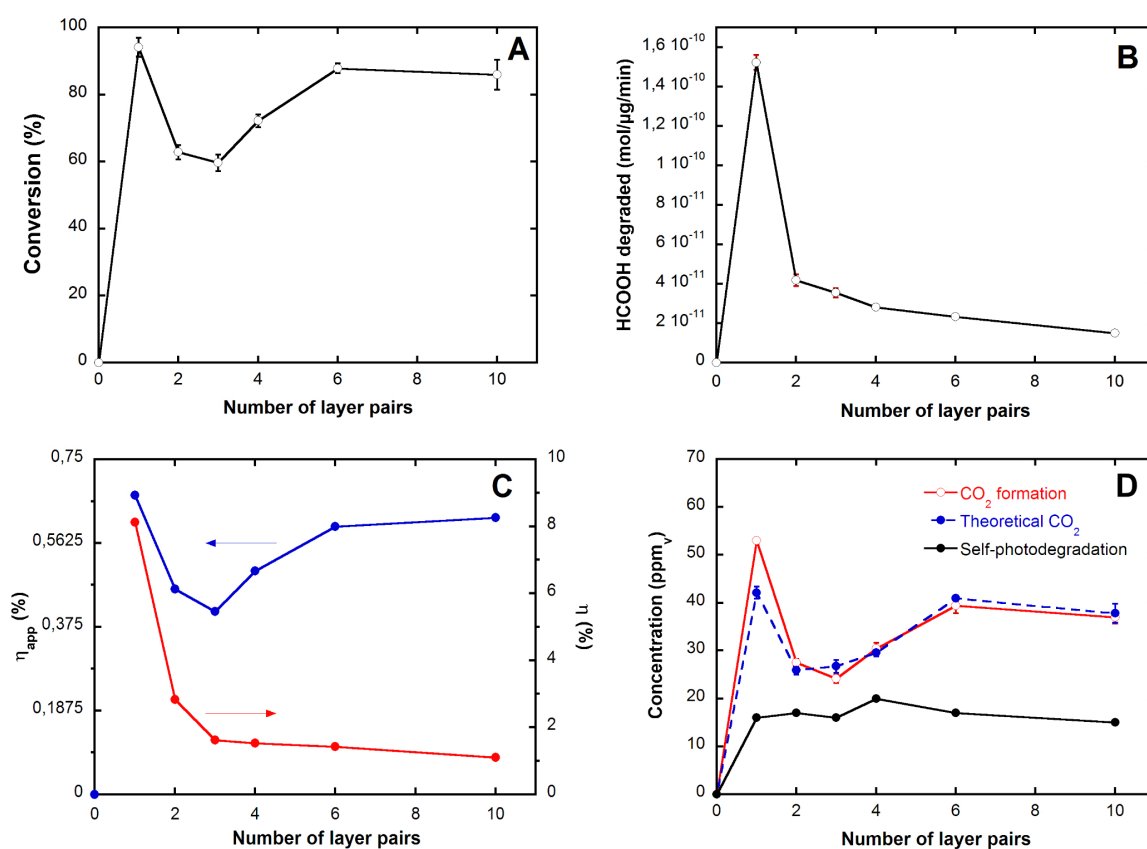 A
Conversion (%)
100
80
60
40
20
0
0 2 4 6 8 10
Number of layer pairs
B
HCOOH degraded (mol/µg/min)
1,6 10⁻¹⁰
1,4 10⁻¹⁰
1,2 10⁻¹⁰
1 10⁻¹⁰
8 10⁻¹¹
6 10⁻¹¹
4 10⁻¹¹
2 10⁻¹¹
0
0 2 4 6 8 10
Number of layer pairs
C
η_app (%)
0,75
0,5625
0,375
0,1875
0
10
8
6
4
2
0
η (%)
0 2 4 6 8 10
Number of layer pairs
D
Concentration (ppm_v)
70
60
50
40
30
20
10
0
CO₂ formation
Theoretical CO₂
Self-photodegradation
0 2 4 6 8 10
Number of layer pairs